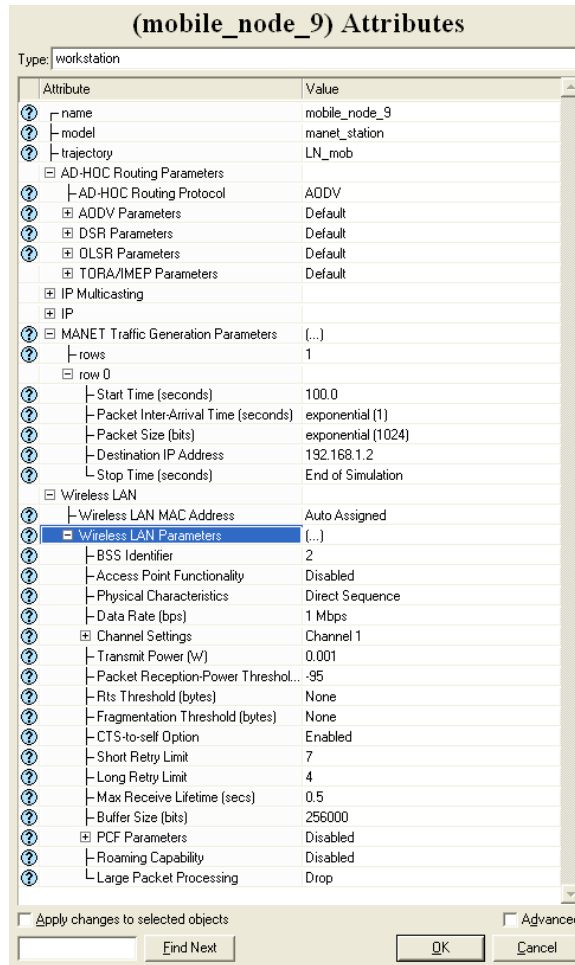 (mobile_node_9) Attributes
Type: workstation
Attribute Value
name mobile_node_9
model manet_station
trajectory LN_mob
AD-HOC Routing Parameters
AD-HOC Routing Protocol AODV
AODV Parameters Default
DSR Parameters Default
OLSR Parameters Default
TORA/IMEP Parameters Default
IP Multicasting
IP
MANET Traffic Generation Parameters (...)
rows 1
row 0
Start Time (seconds) 100.0
Packet Inter-Arrival Time (seconds) exponential (1)
Packet Size (bits) exponential (1024)
Destination IP Address 192.168.1.2
Stop Time (seconds) End of Simulation
Wireless LAN
Wireless LAN MAC Address Auto Assigned
Wireless LAN Parameters (...)
BSS Identifier 2
Access Point Functionality Disabled
Physical Characteristics Direct Sequence
Data Rate (bps) 1 Mbps
Channel Settings Channel 1
Transmit Power (W) 0.001
Packet Reception-Power Threshol... -95
Rts Threshold (bytes) None
Fragmentation Threshold (bytes) None
CTS-to-self Option Enabled
Short Retry Limit 7
Long Retry Limit 4
Max Receive Lifetime (secs) 0.5
Buffer Size (bits) 256000
PCF Parameters Disabled
Roaming Capability Disabled
Large Packet Processing Drop
Apply changes to selected objects Advanced
Find Next OK Cancel